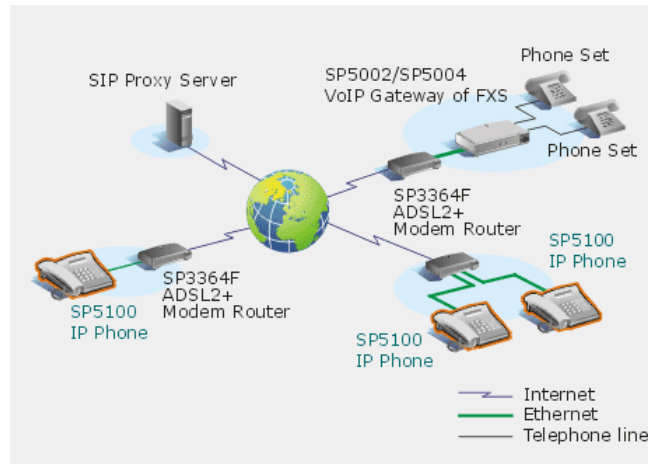 SIP Proxy Server
SP5002/SP5004
VoIP Gateway of FXS
Phone Set
Phone Set
SP3364F
ADSL2+
Modem Router
SP5100
IP Phone
SP3364F
ADSL2+
Modem Router
SP5100
IP Phone
SP5100
IP Phone
Internet
Ethernet
Telephone line